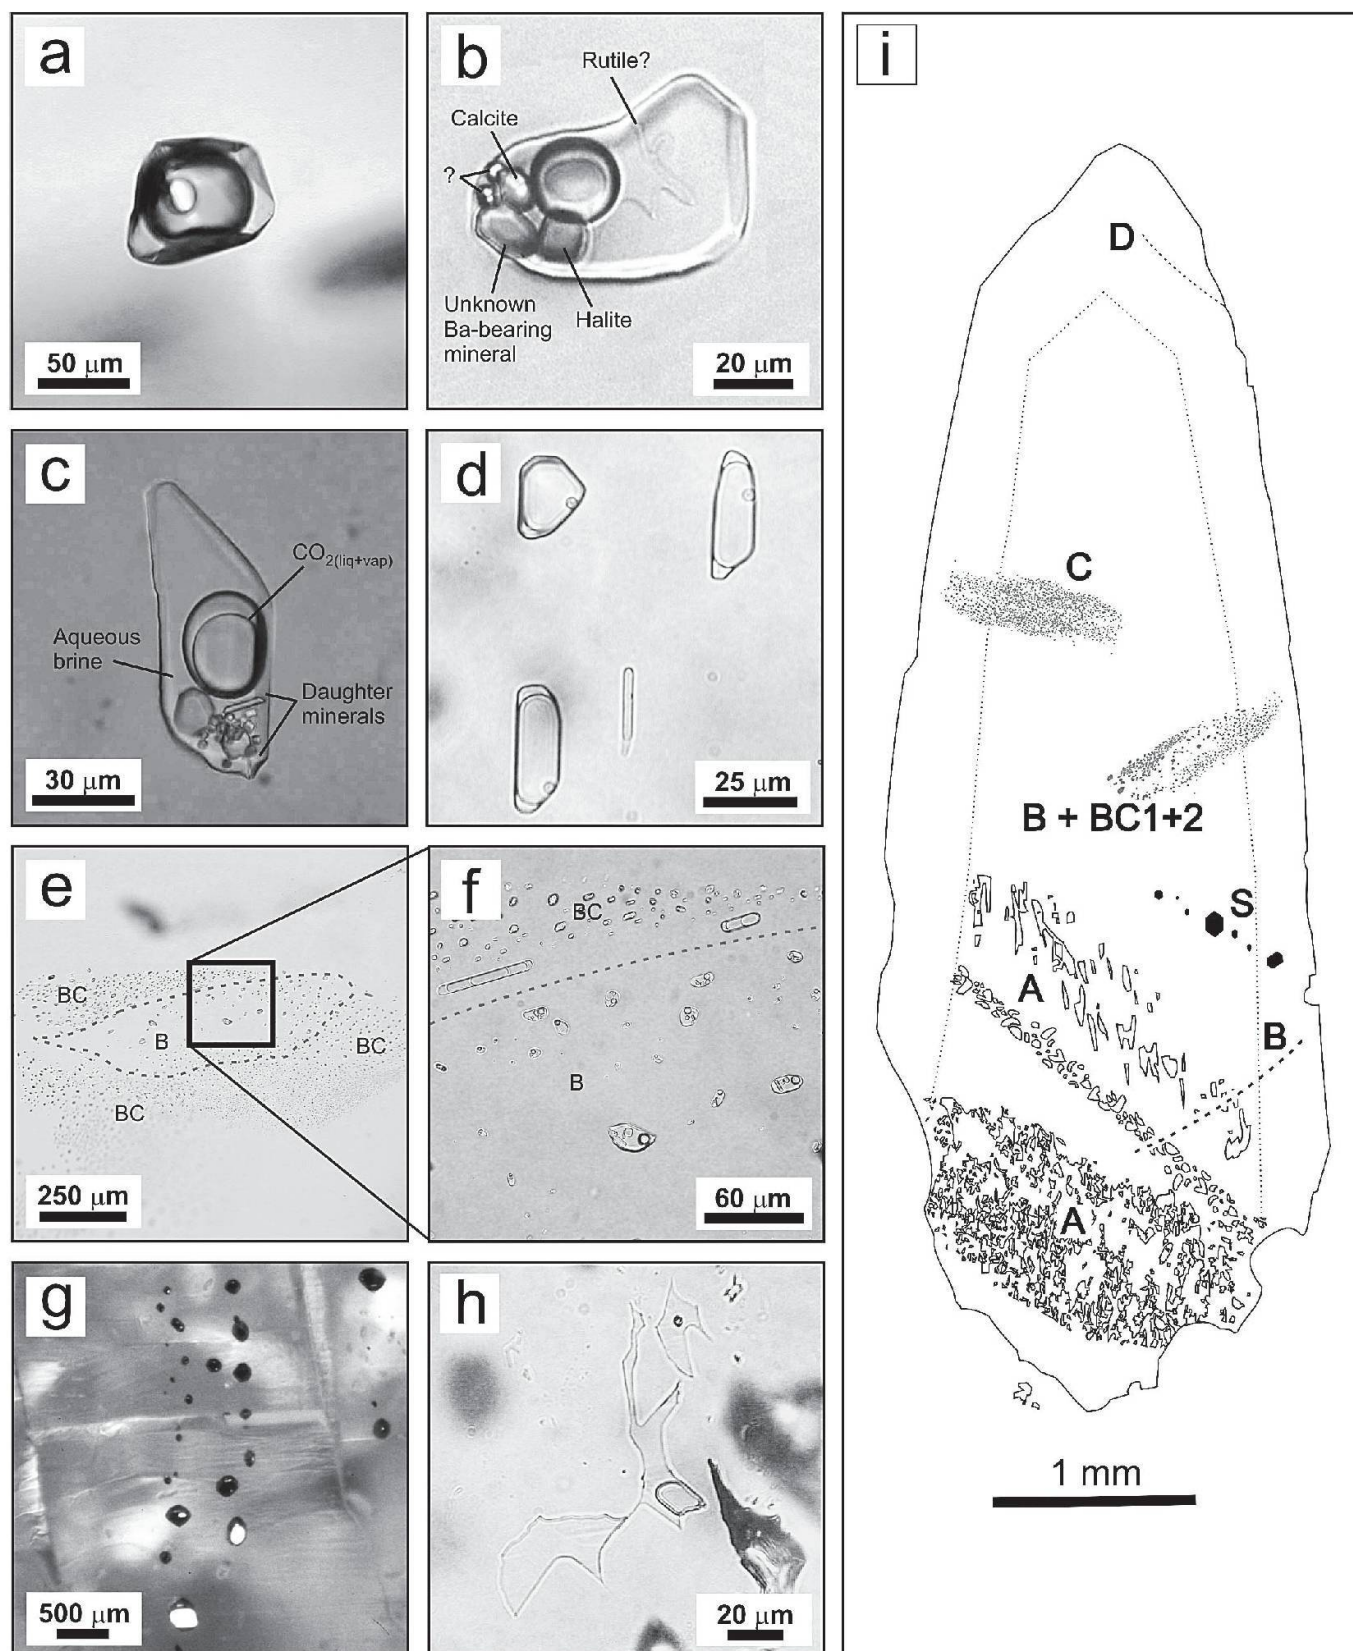 a
50 μm
b
Rutile?
Calcite
?
Unknown
Ba-bearing
mineral
Halite
20 μm
c
CO2(liq+vap)
Aqueous
brine
Daughter
minerals
30 μm
d
25 μm
e
BC
B
BC
BC
250 μm
f
BC
B
60 μm
g
500 μm
h
20 μm
i
D
C
B + BC1+2
S
A
B
A
1 mm